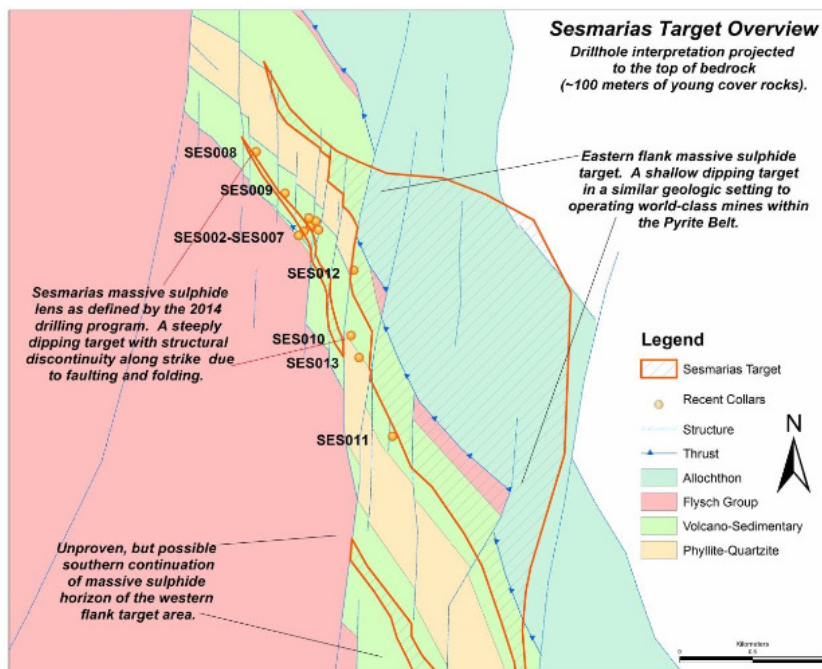 Sesmarias Target Overview
Drillhole interpretation projected
to the top of bedrock
(~100 meters of young cover rocks).
SES008
Eastern flank massive sulphide
target. A shallow dipping target
in a similar geologic setting to
operating world-class mines within
the Pyrite Belt.
SES009
SES002-SES007
SES012
Sesmarias massive sulphide
lens as defined by the 2014
drilling program. A steeply
dipping target with structural
discontinuity along strike due
to faulting and folding.
SES010
SES013
SES011
Legend
Sesmarias Target
Recent Collars
Structure
Thrust
Allochthon
Flysch Group
Volcano-Sedimentary
Phyllite-Quartzite
N
Unproven, but possible
southern continuation
of massive sulphide
horizon of the western
flank target area.
Kilometers
0 0.5